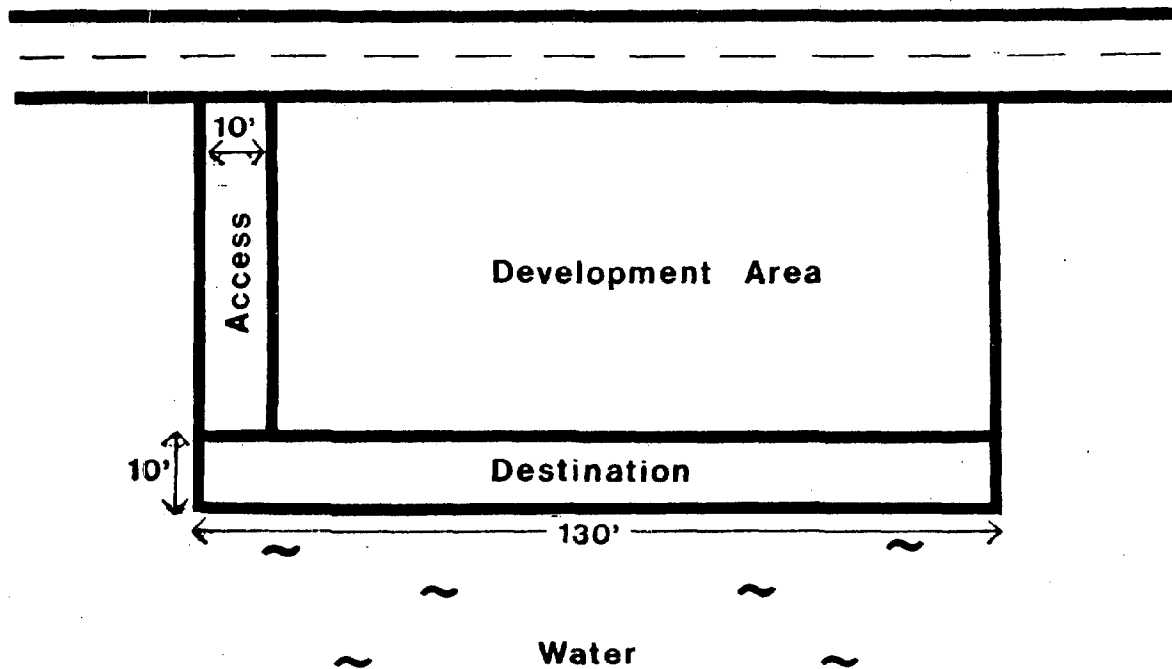 10'
Access
Development Area
10'
Destination
130'
Water